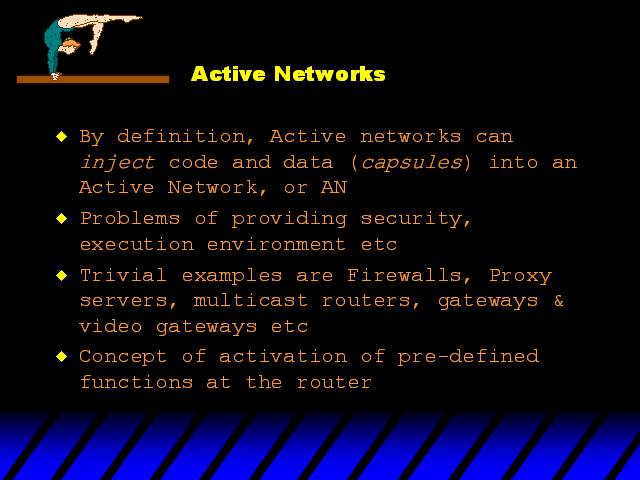 Active Networks
By definition, Active networks can
inject code and data (capsules) into an
Active Network, or AN
Problems of providing security,
execution environment etc
Trivial examples are Firewalls, Proxy
servers, multicast routers, gateways &
video gateways etc
Concept of activation of pre-defined
functions at the router